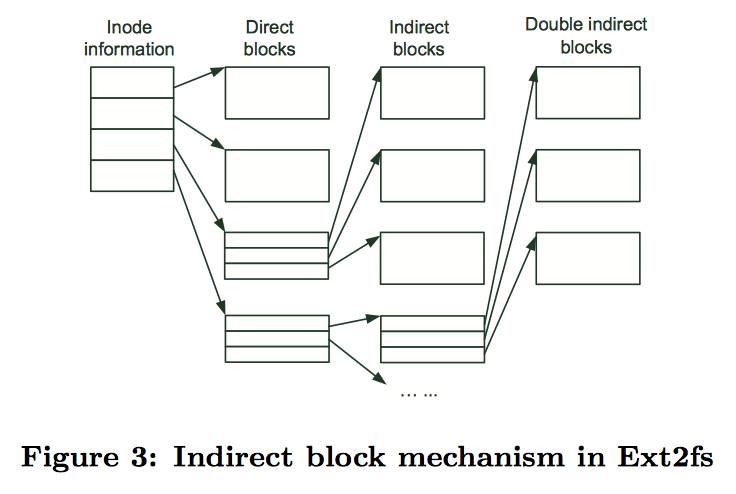 Inode
information
Direct
blocks
Indirect
blocks
Double indirect
blocks
... ...
Figure 3: Indirect block mechanism in Ext2fs